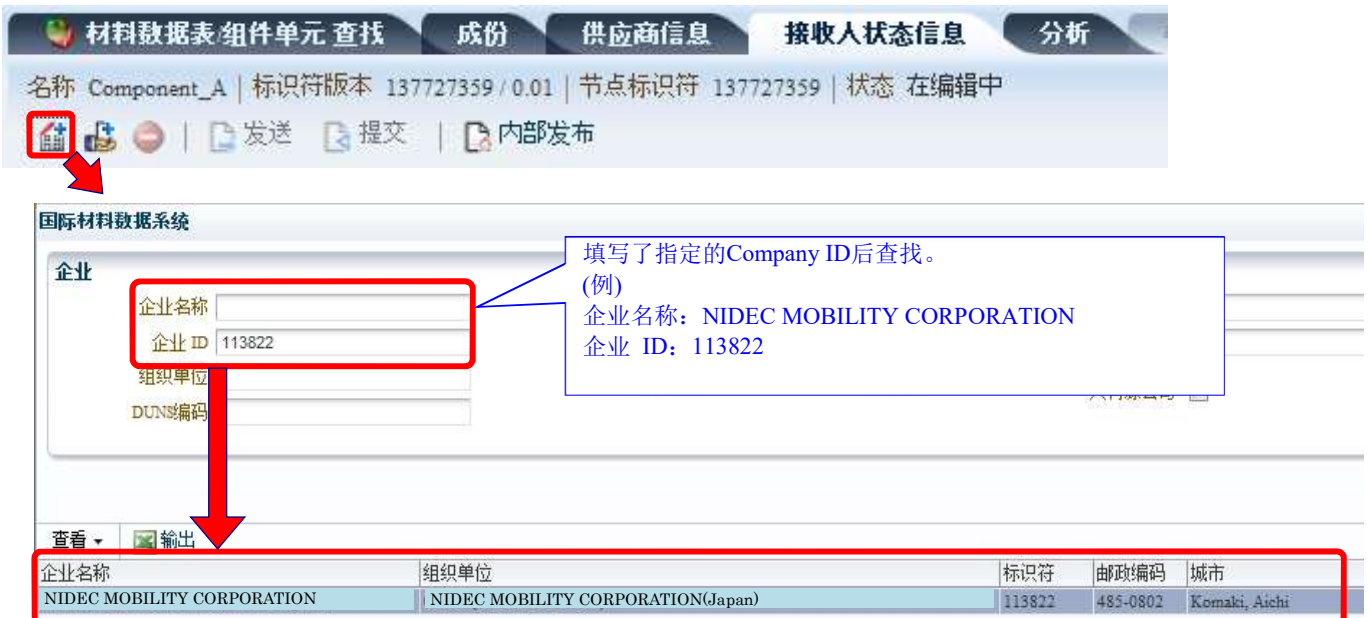 材料数据表/组件单元 查找 成份 供应商信息 接收人状态信息 分析
名称 Component_A | 标识符版本 137727359 / 0.01 | 节点标识符 137727359 | 状态 在编辑中
发送 提交 | 内部发布
国际材料数据系统
企业
填写了指定的Company ID后查找。
(例)
企业名称：NIDEC MOBILITY CORPORATION
企业 ID：113822
企业名称
企业 ID 113822
组织单位
DUNS编码
查看 输出
企业名称 组织单位 标识符 邮政编码 城市
NIDEC MOBILITY CORPORATION NIDEC MOBILITY CORPORATION(Japan) 113822 485-0802 Komaki, Aichi